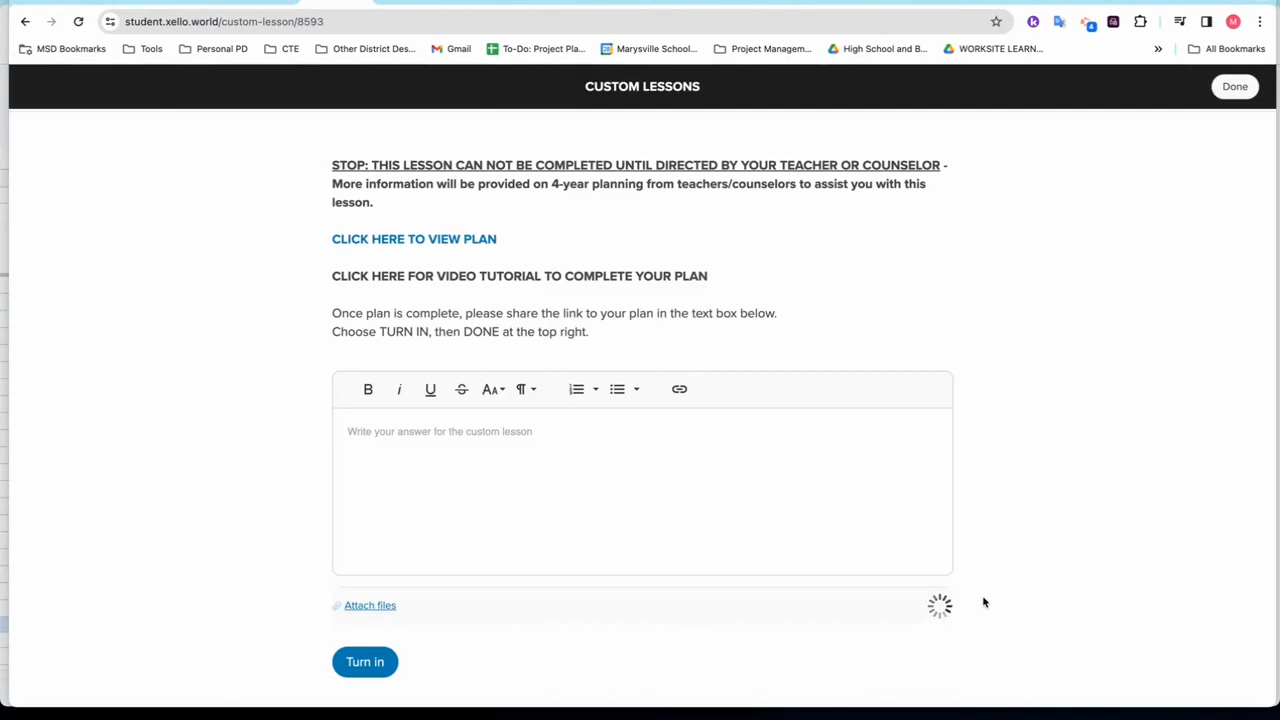 student.xello.world/custom-lesson/8593
4
M
MSD Bookmarks
Tools
Personal PD
CTE
Other District Des...
Gmail
To-Do: Project Pla...
Marysville School...
Project Managem...
High School and B...
WORKSITE LEARN...
»
All Bookmarks
CUSTOM LESSONS
Done
STOP: THIS LESSON CAN NOT BE COMPLETED UNTIL DIRECTED BY YOUR TEACHER OR COUNSELOR -
More information will be provided on 4-year planning from teachers/counselors to assist you with this
lesson.
CLICK HERE TO VIEW PLAN
CLICK HERE FOR VIDEO TUTORIAL TO COMPLETE YOUR PLAN
Once plan is complete, please share the link to your plan in the text box below.
Choose TURN IN, then DONE at the top right.
B i U S AA ¶
Write your answer for the custom lesson
Attach files
Turn in